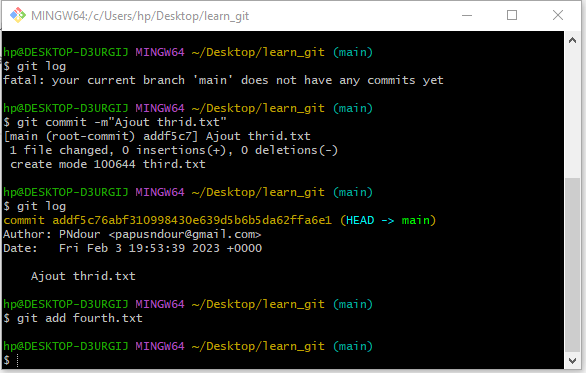 MINGW64:/c/Users/hp/Desktop/learn_git
hp@DESKTOP-D3URGIJ MINGW64 ~/Desktop/learn_git (main)
$ git log
fatal: your current branch 'main' does not have any commits yet
hp@DESKTOP-D3URGIJ MINGW64 ~/Desktop/learn_git (main)
$ git commit -m"Ajout thrid.txt"
[main (root-commit) addf5c7] Ajout thrid.txt
 1 file changed, 0 insertions(+), 0 deletions(-)
 create mode 100644 third.txt
hp@DESKTOP-D3URGIJ MINGW64 ~/Desktop/learn_git (main)
$ git log
commit addf5c76abf310998430e639d5b6b5da62ffa6e1 (HEAD -> main)
Author: PNdour <papusndour@gmail.com>
Date:   Fri Feb 3 19:53:39 2023 +0000
    Ajout thrid.txt
hp@DESKTOP-D3URGIJ MINGW64 ~/Desktop/learn_git (main)
$ git add fourth.txt
hp@DESKTOP-D3URGIJ MINGW64 ~/Desktop/learn_git (main)
$